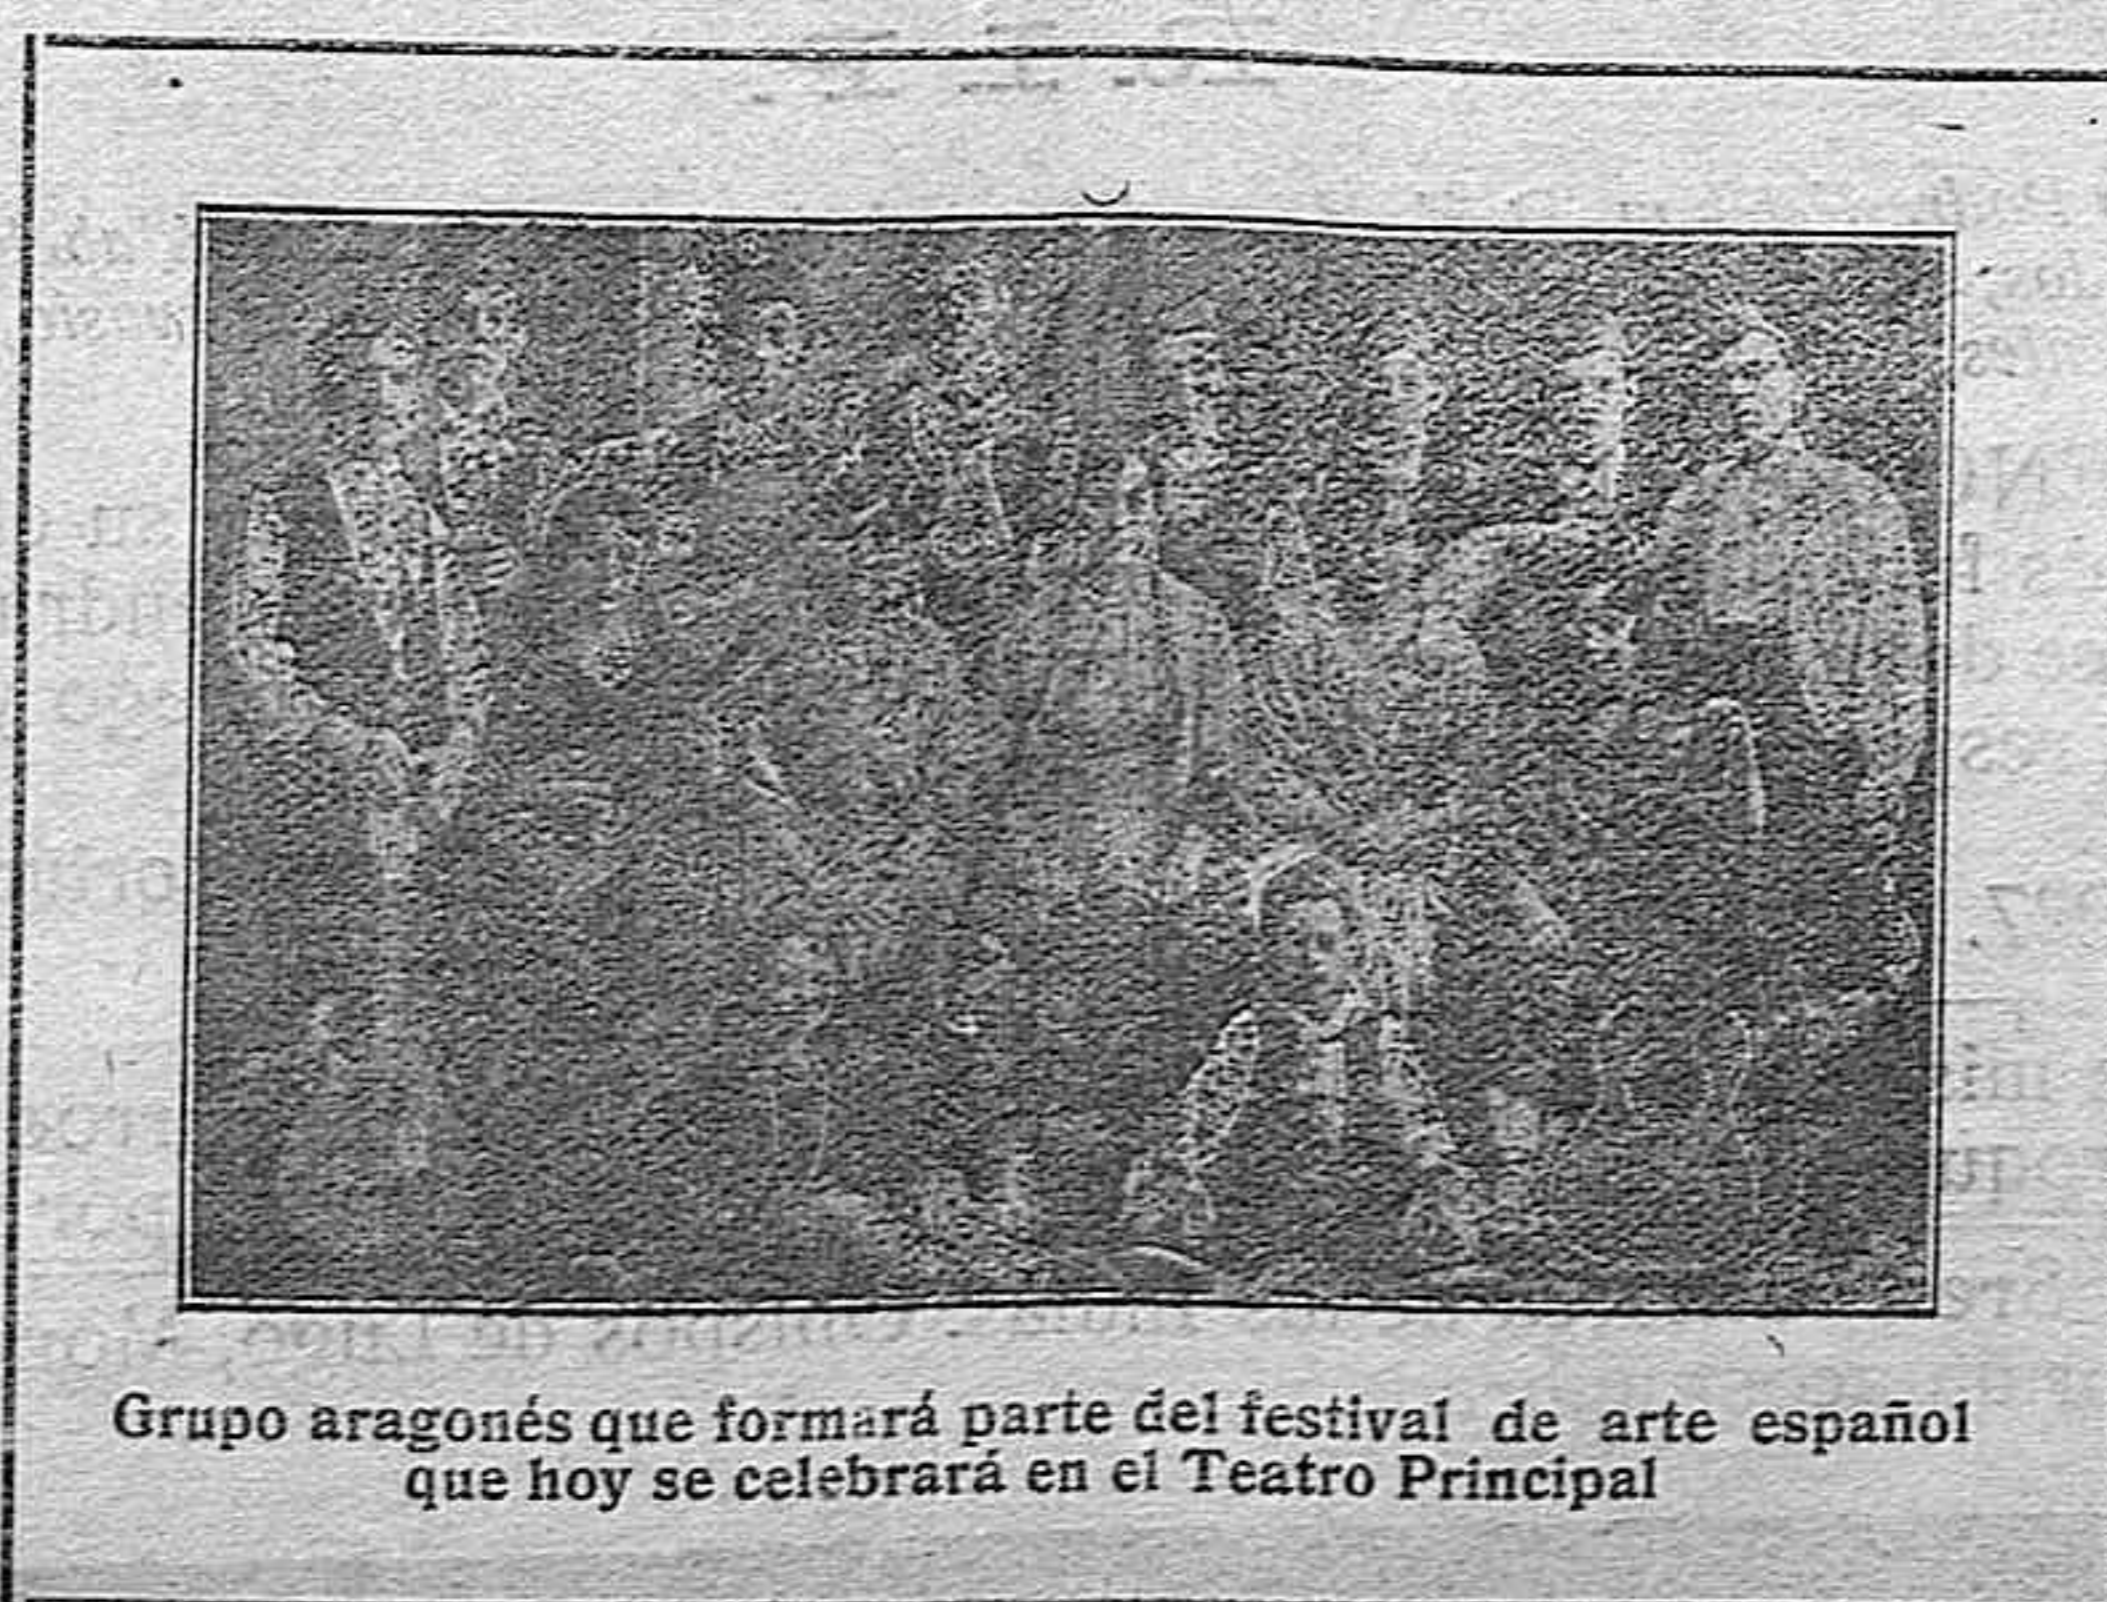 Grupo aragonés que formará parte del festival de arte español
que hoy se celebrará en el Teatro Principal